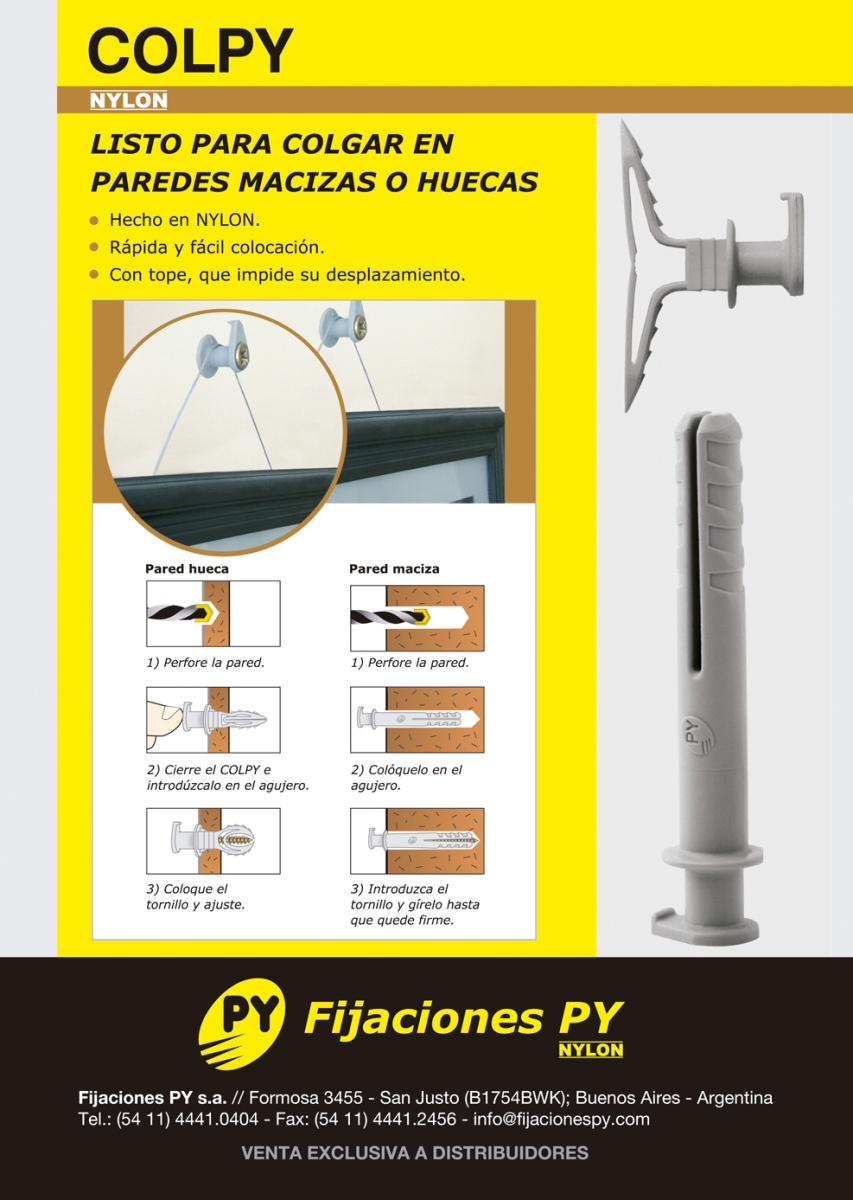 COLPY
NYLON
LISTO PARA COLGAR EN
PAREDES MACIZAS O HUECAS
Hecho en NYLON.
Rápida y fácil colocación.
Con tope, que impide su desplazamiento.
Pared hueca
1) Perfore la pared.
2) Cierre el COLPY e
introdúzcalo en el agujero.
3) Coloque el
tornillo y ajuste.
Pared maciza
1) Perfore la pared.
2) Colóquelo en el
agujero.
3) Introduzca el
tornillo y gírelo hasta
que quede firme.
PY
PY
Fijaciones PY
NYLON
Fijaciones PY s.a. // Formosa 3455 - San Justo (B1754BWK); Buenos Aires - Argentina
Tel.: (54 11) 4441.0404 - Fax: (54 11) 4441.2456 - info@fijacionespy.com
VENTA EXCLUSIVA A DISTRIBUIDORES